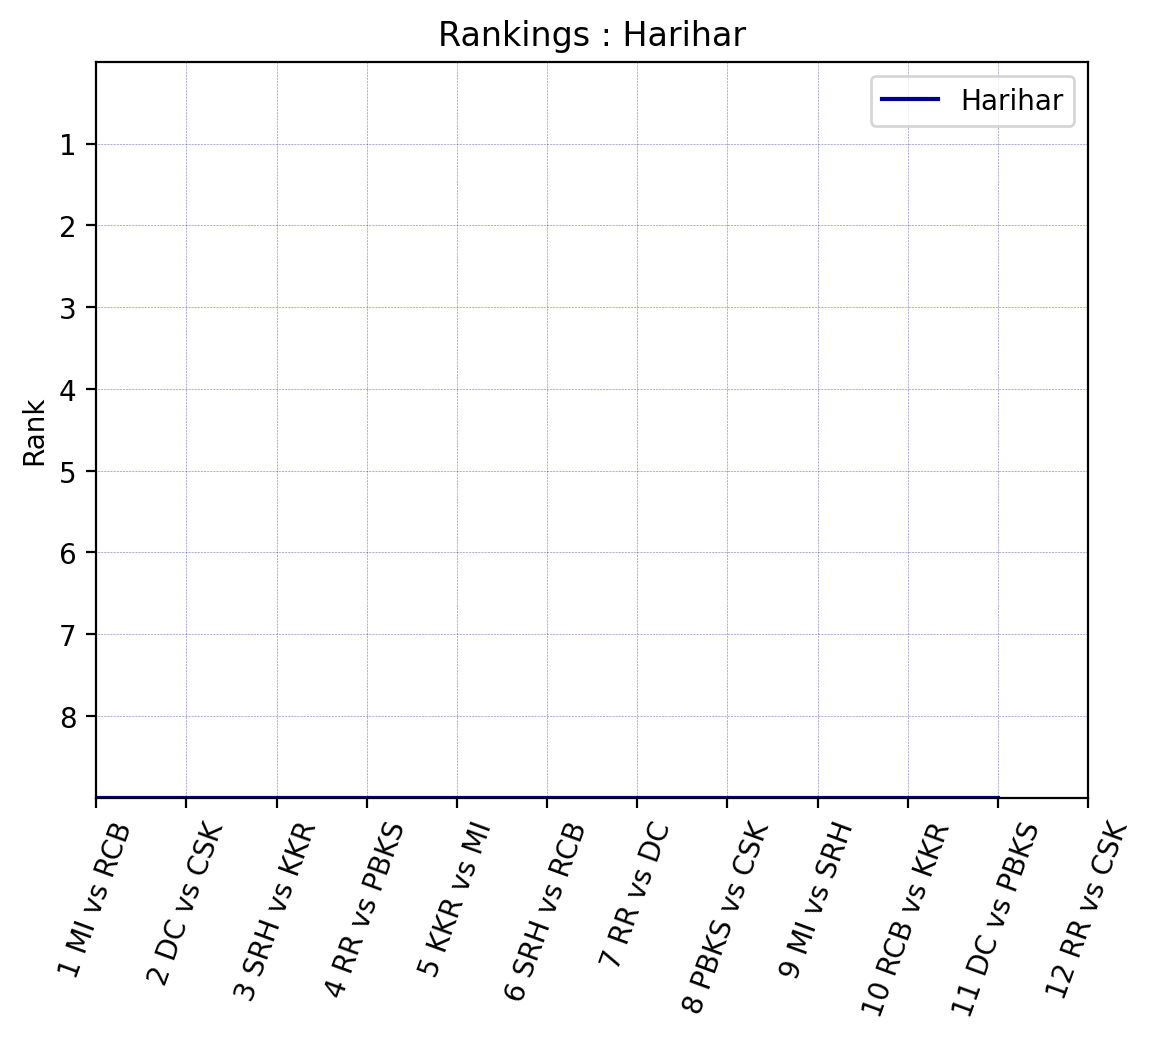 Rankings : Harihar
Harihar
1
2
3
4
5
6
7
8
Rank
1 MI vs RCB
2 DC vs CSK
3 SRH vs KKR
4 RR vs PBKS
5 KKR vs MI
6 SRH vs RCB
7 RR vs DC
8 PBKS vs CSK
9 MI vs SRH
10 RCB vs KKR
11 DC vs PBKS
12 RR vs CSK